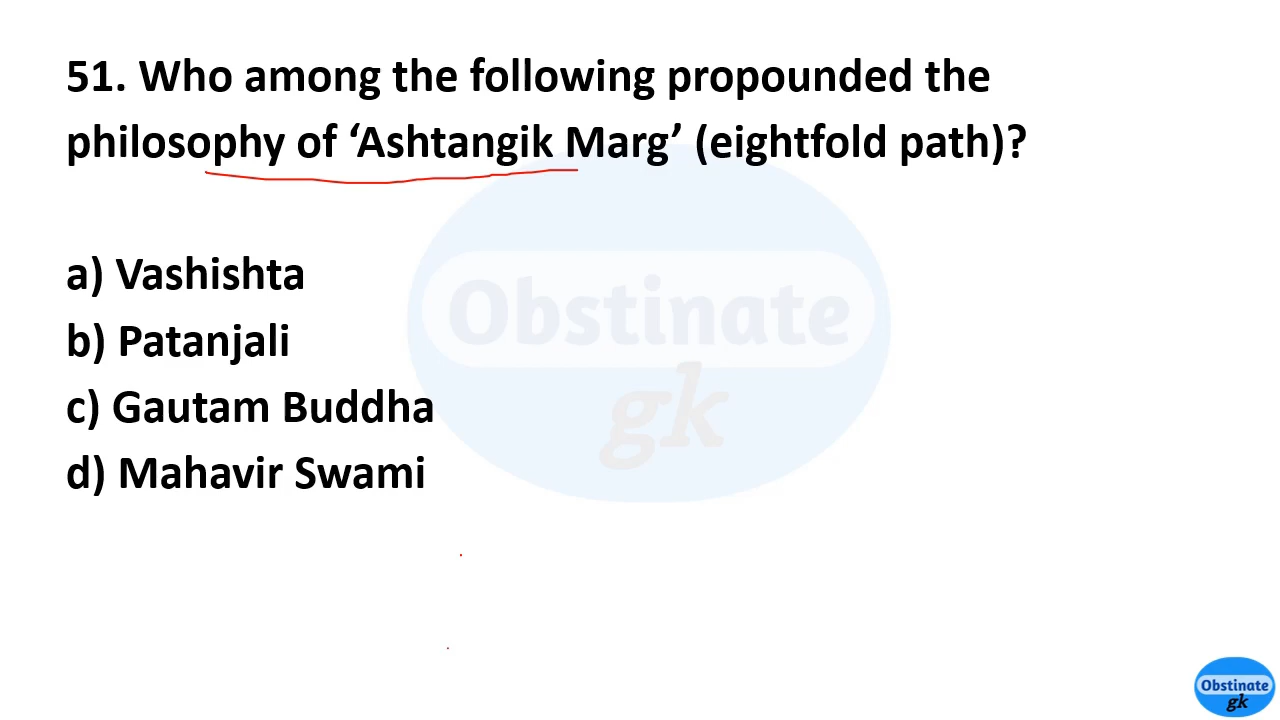 51. Who among the following propounded the
philosophy of ‘Ashtangik Marg’ (eightfold path)?
a) Vashishta
b) Patanjali
c) Gautam Buddha
d) Mahavir Swami
Obstinate
gk
Obstinate
gk